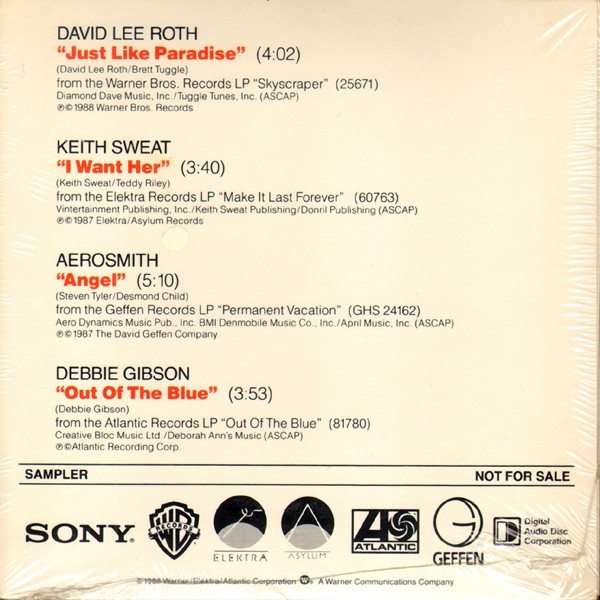 DAVID LEE ROTH
"Just Like Paradise" (4:02)
(David Lee Roth/Brett Tuggle)
from the Warner Bros. Records LP "Skyscraper" (25671)
Diamond Dave Music, Inc./Tuggle Tunes, Inc. (ASCAP)
℗©1988 Warner Bros. Records
KEITH SWEAT
"I Want Her" (3:40)
(Keith Sweat/Teddy Riley)
from the Elektra Records LP "Make It Last Forever" (60763)
Vintertainment Publishing, Inc./Keith Sweat Publishing/Donril Publishing (ASCAP)
℗©1987 Elektra/Asylum Records
AEROSMITH
"Angel" (5:10)
(Steven Tyler/Desmond Child)
from the Geffen Records LP "Permanent Vacation" (GHS 24162)
Aero Dynamics Music Pub., Inc. BMI Denmobile Music Co., Inc./April Music, Inc. (ASCAP)
℗©1987 The David Geffen Company
DEBBIE GIBSON
"Out Of The Blue" (3:53)
(Debbie Gibson)
from the Atlantic Records LP "Out Of The Blue" (81780)
Creative Bloc Music Ltd./Deborah Ann's Music (ASCAP)
℗©Atlantic Recording Corp.
SAMPLER NOT FOR SALE
SONY. WB RECORDS ELEKTRA ASYLUM ATLANTIC GEFFEN
Digital
Audio Disc
Corporation
©1988 Warner/Elektra/Atlantic Corporation A Warner Communications Company